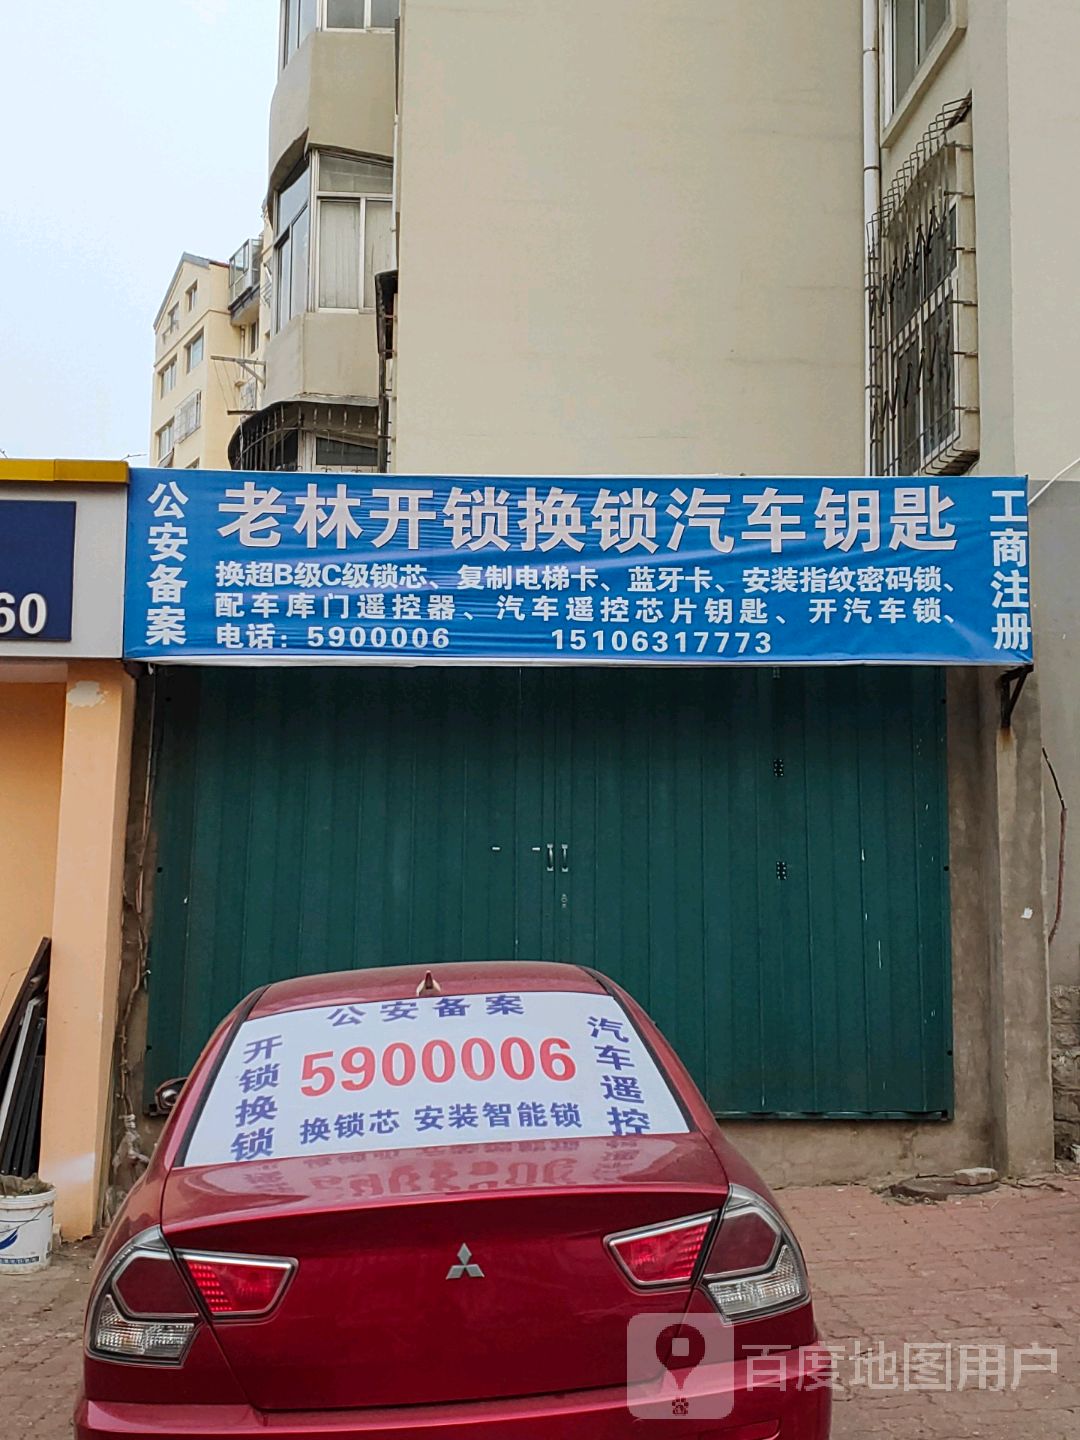 公安备案
老林开锁换锁汽车钥匙
换超B级C级锁芯、复制电梯卡、蓝牙卡、安装指纹密码锁、
配车库门遥控器、汽车遥控芯片钥匙、开汽车锁、
电话：5900006 15106317773
工商注册
60
公安备案
开锁换锁
5900006
汽车遥控
换锁芯 安装智能锁
百度地图用户